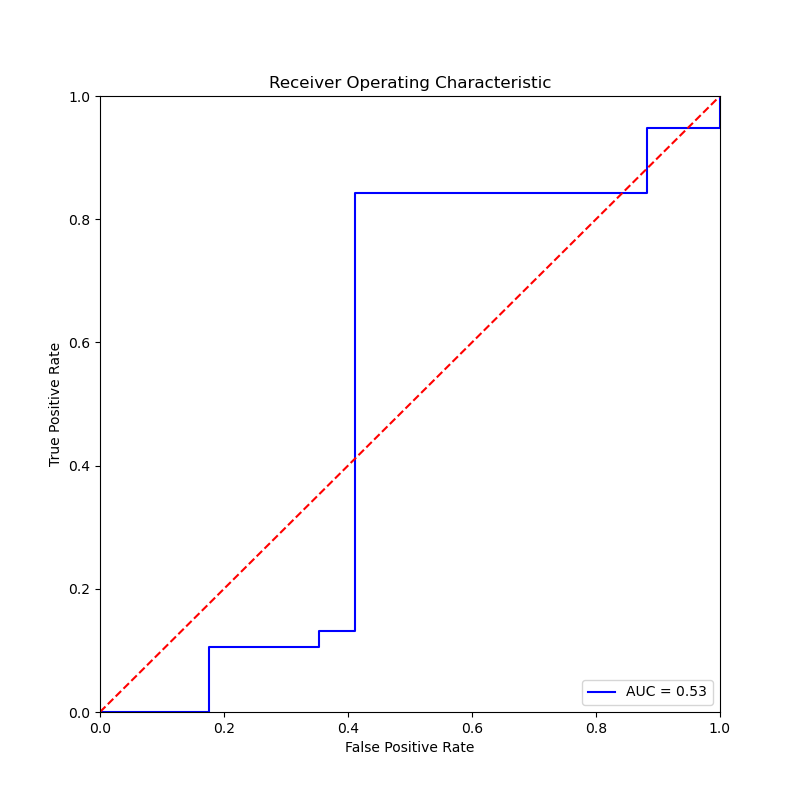 Receiver Operating Characteristic
1.0
0.8
0.6
0.4
0.2
0.0
True Positive Rate
AUC = 0.53
0.0 0.2 0.4 0.6 0.8 1.0
False Positive Rate